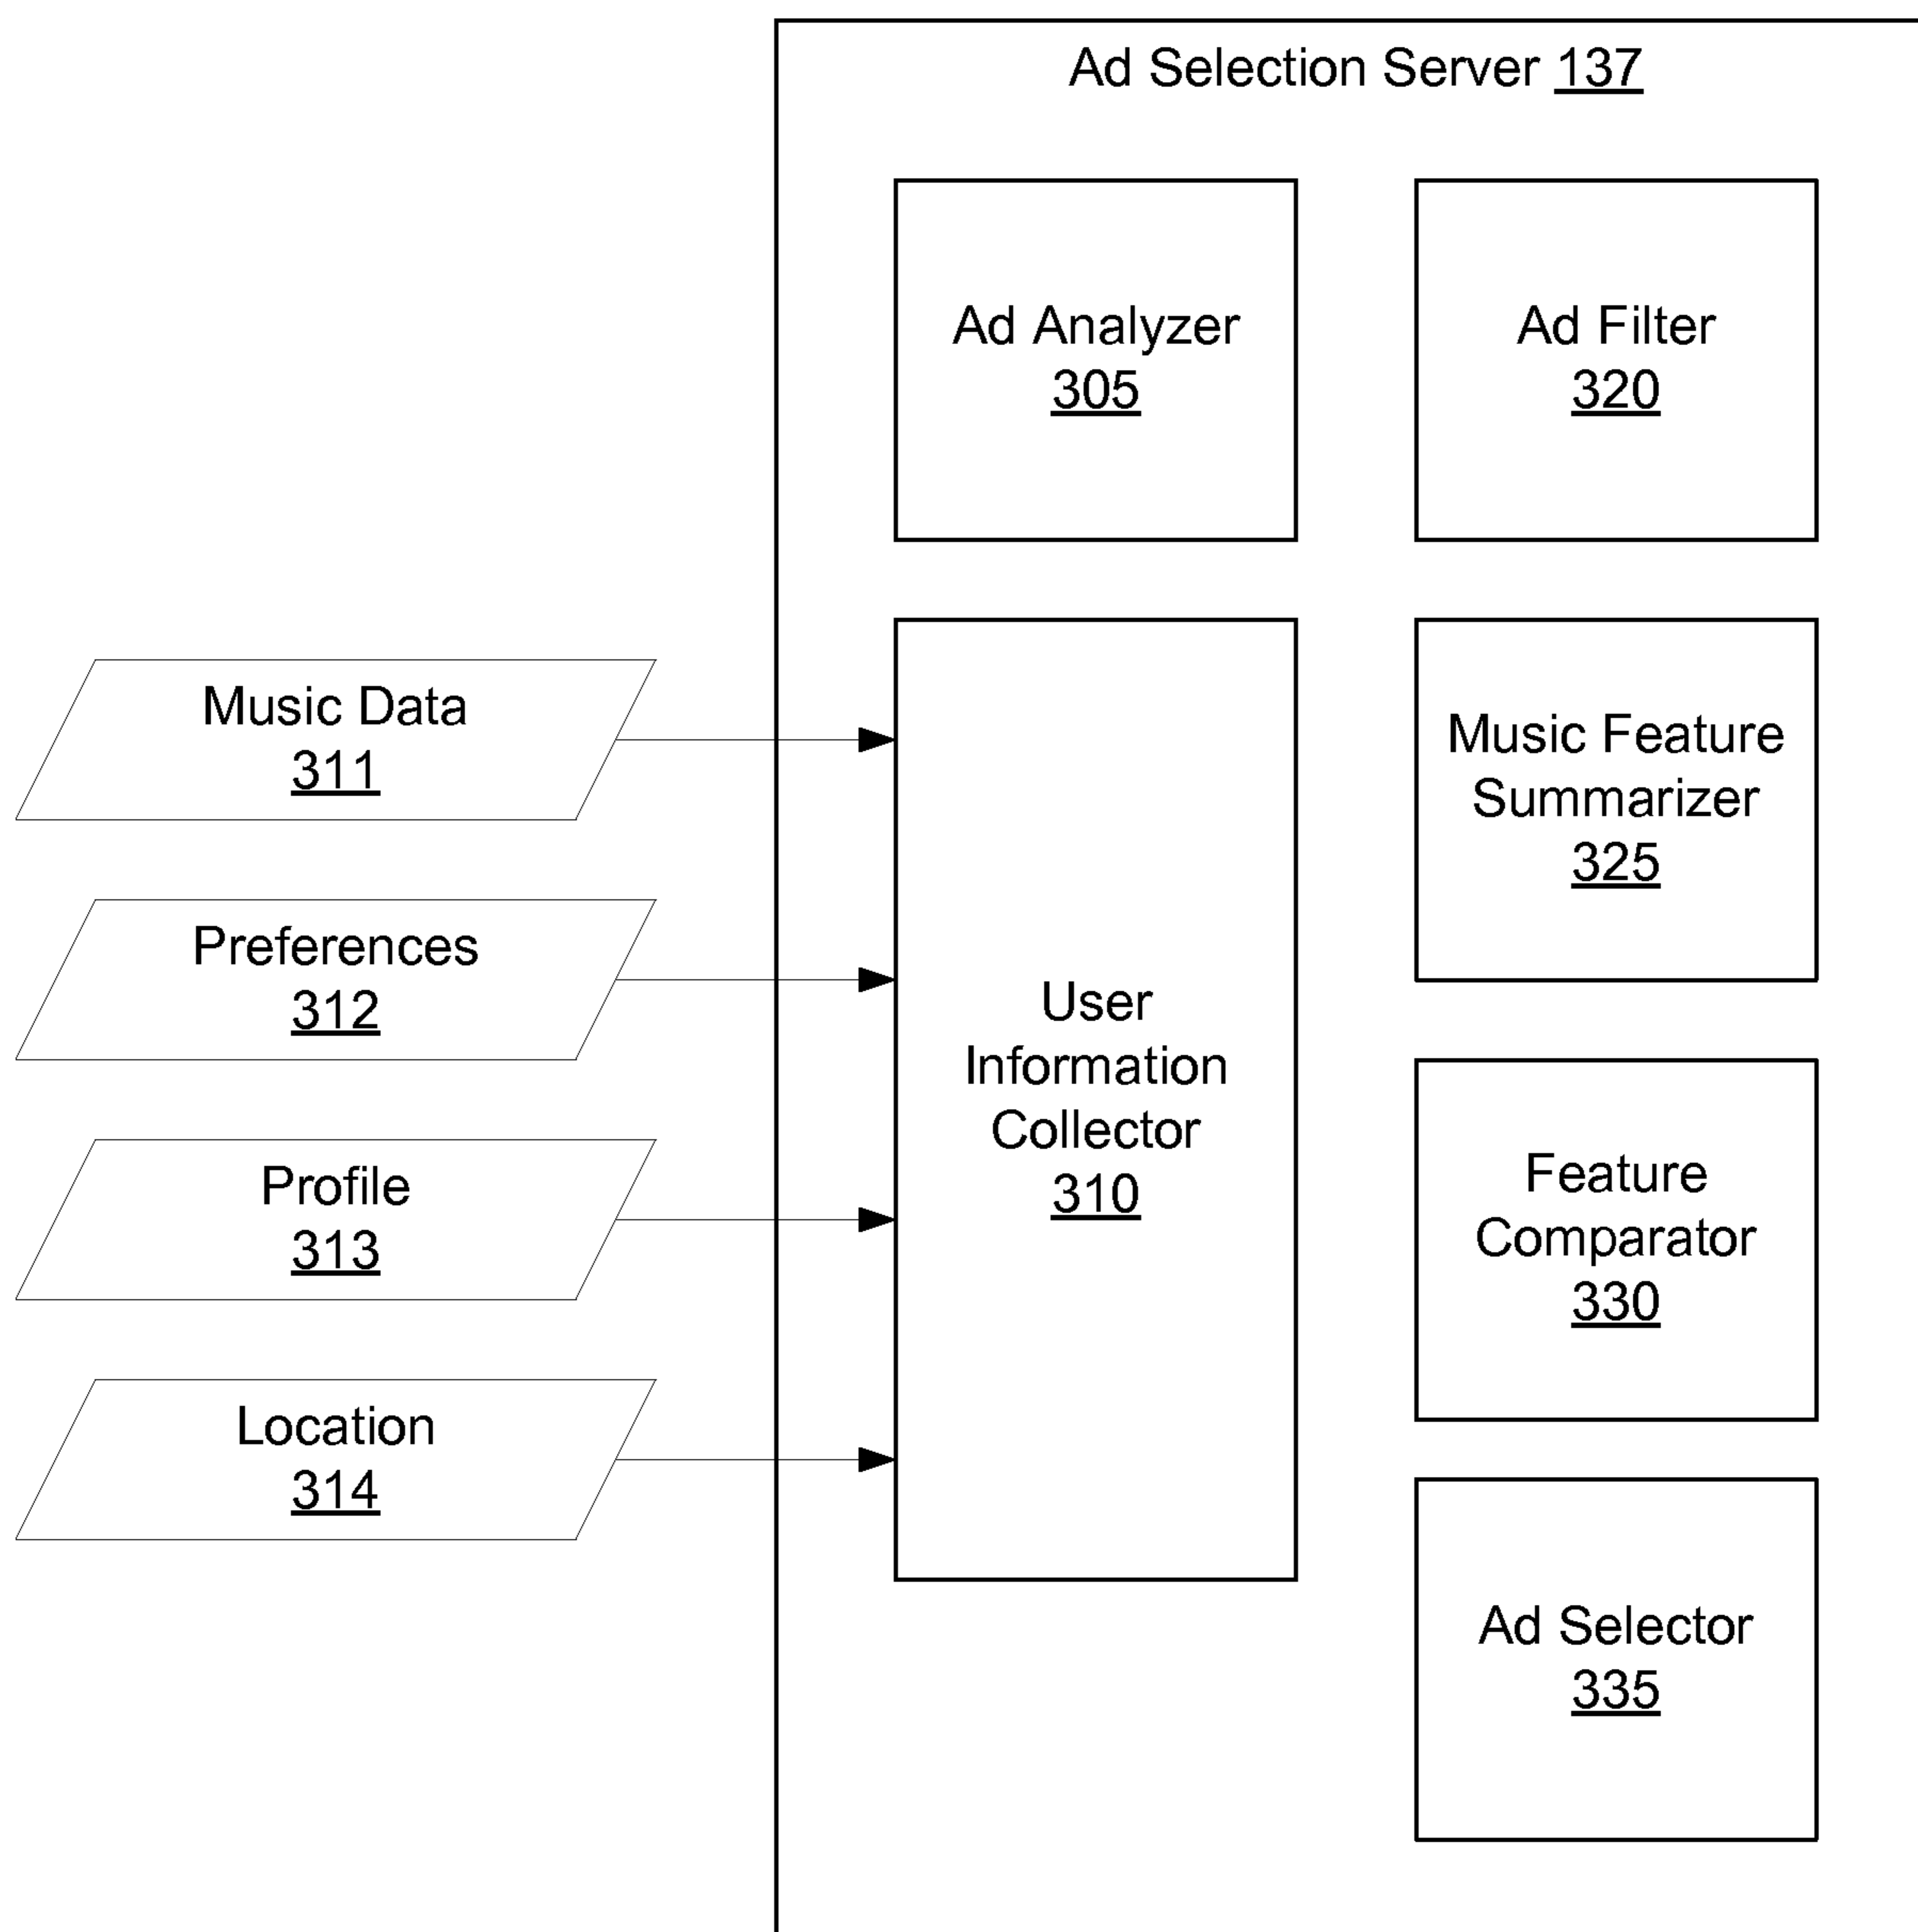 Ad Selection Server 137
Ad Analyzer
305
Ad Filter
320
Music Data
311
Preferences
312
Profile
313
Location
314
User
Information
Collector
310
Music Feature
Summarizer
325
Feature
Comparator
330
Ad Selector
335